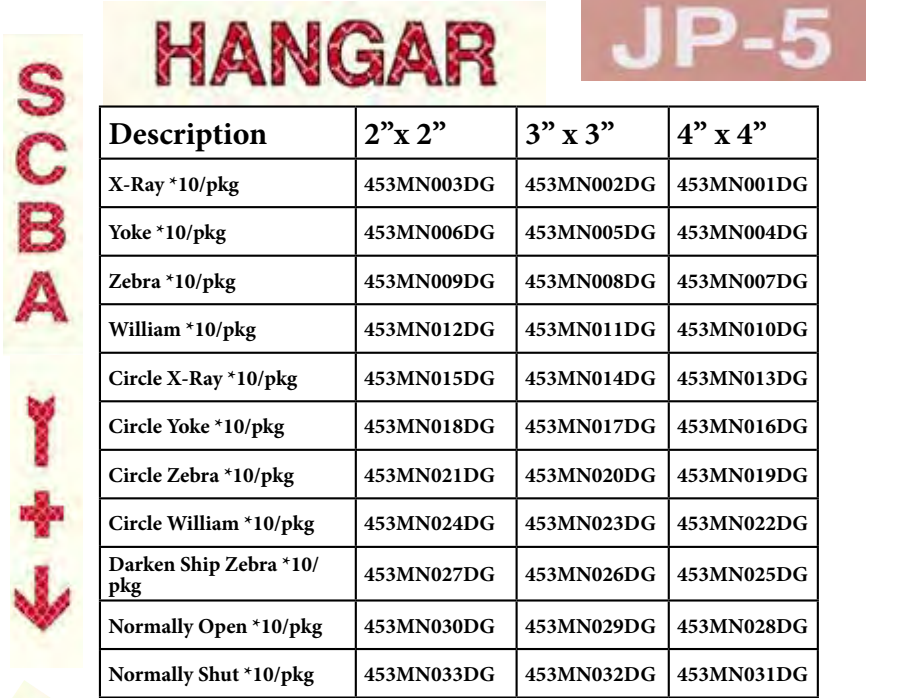 HANGAR
JP-5
S
C
B
A
Description 2”x 2” 3” x 3” 4” x 4”
X-Ray *10/pkg 453MN003DG 453MN002DG 453MN001DG
Yoke *10/pkg 453MN006DG 453MN005DG 453MN004DG
Zebra *10/pkg 453MN009DG 453MN008DG 453MN007DG
William *10/pkg 453MN012DG 453MN011DG 453MN010DG
Circle X-Ray *10/pkg 453MN015DG 453MN014DG 453MN013DG
Circle Yoke *10/pkg 453MN018DG 453MN017DG 453MN016DG
Circle Zebra *10/pkg 453MN021DG 453MN020DG 453MN019DG
Circle William *10/pkg 453MN024DG 453MN023DG 453MN022DG
Darken Ship Zebra *10/
pkg 453MN027DG 453MN026DG 453MN025DG
Normally Open *10/pkg 453MN030DG 453MN029DG 453MN028DG
Normally Shut *10/pkg 453MN033DG 453MN032DG 453MN031DG